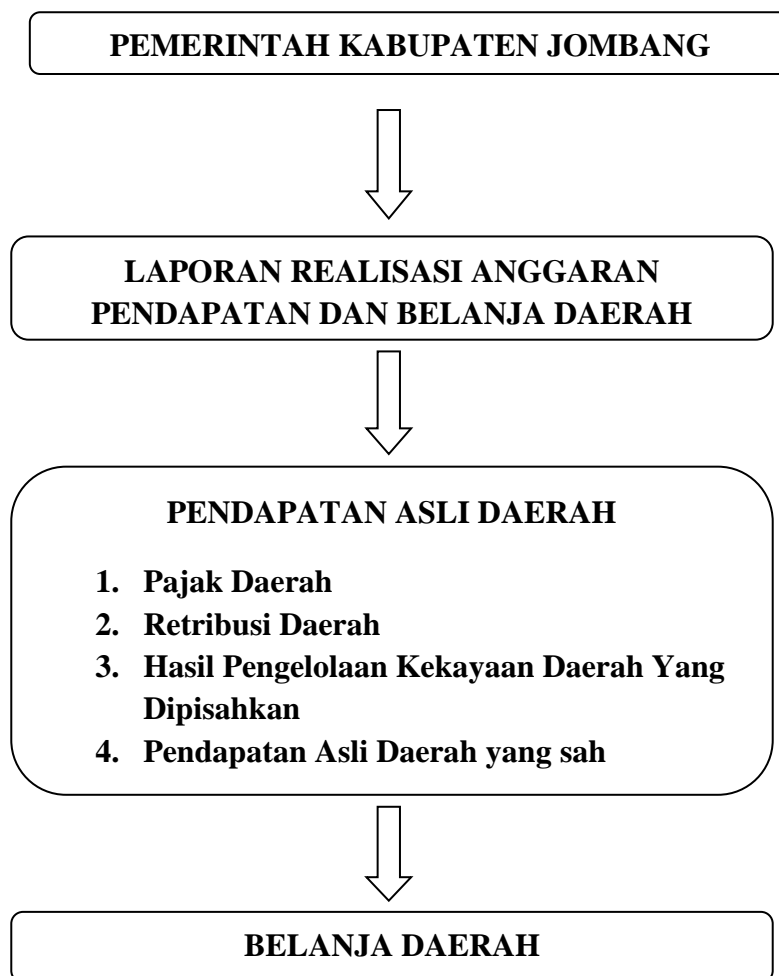 PEMERINTAH KABUPATEN JOMBANG
LAPORAN REALISASI ANGGARAN
PENDAPATAN DAN BELANJA DAERAH
PENDAPATAN ASLI DAERAH
1. Pajak Daerah
2. Retribusi Daerah
3. Hasil Pengelolaan Kekayaan Daerah Yang
Dipisahkan
4. Pendapatan Asli Daerah yang sah
BELANJA DAERAH